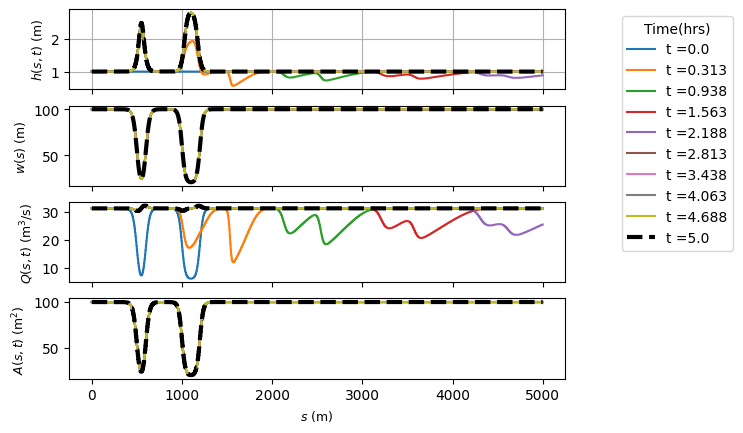 h(s, t) (m)
2
1
w(s) (m)
100
50
Q(s, t) (m³/s)
30
20
10
A(s, t) (m²)
100
50
0
1000
2000
3000
4000
5000
s (m)
Time(hrs)
t =0.0
t =0.313
t =0.938
t =1.563
t =2.188
t =2.813
t =3.438
t =4.063
t =4.688
t =5.0